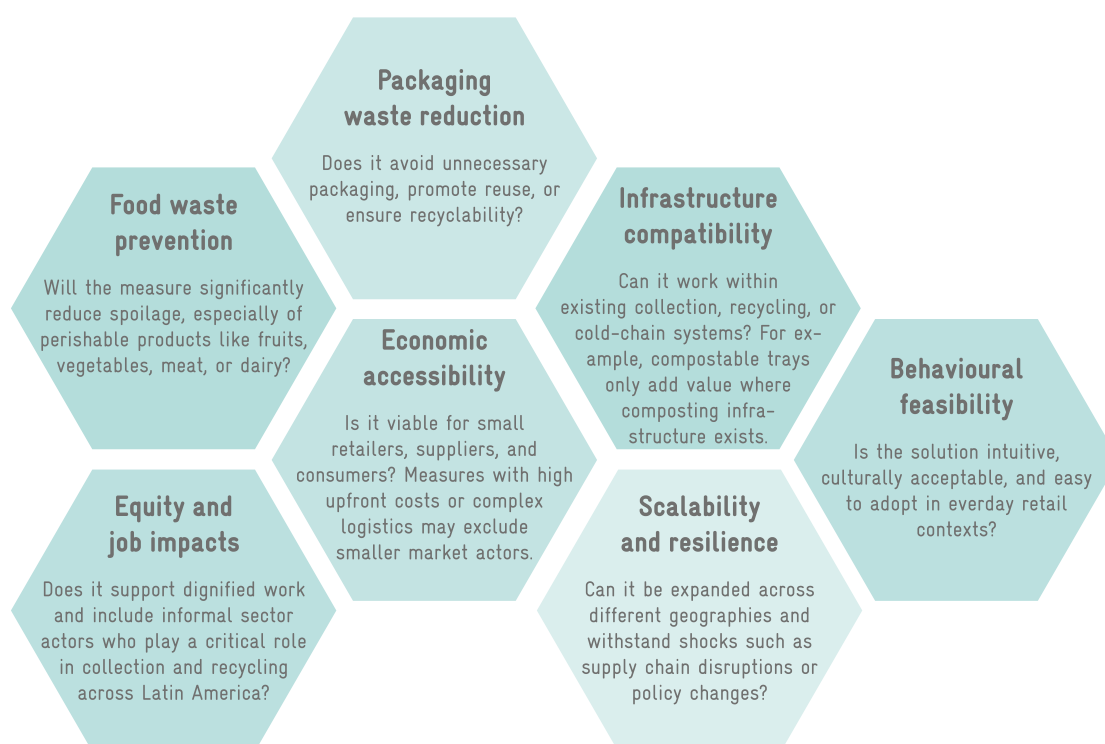 Packaging
waste reduction
Does it avoid unnecessary
packaging, promote reuse, or
ensure recyclability?
Food waste
prevention
Will the measure significantly
reduce spoilage, especially of
perishable products like fruits,
vegetables, meat, or dairy?
Infrastructure
compatibility
Can it work within
existing collection, recycling, or
cold-chain systems? For ex-
ample, compostable trays
only add value where
composting infra-
structure exists.
Economic
accessibility
Is it viable for small
retailers, suppliers, and
consumers? Measures with high
upfront costs or complex
logistics may exclude
smaller market actors.
Behavioural
feasibility
Is the solution intuitive,
culturally acceptable, and easy
to adopt in everday retail
contexts?
Equity and
job impacts
Does it support dignified work
and include informal sector
actors who play a critical role
in collection and recycling
across Latin America?
Scalability
and resilience
Can it be expanded across
different geographies and
withstand shocks such as
supply chain disruptions or
policy changes?